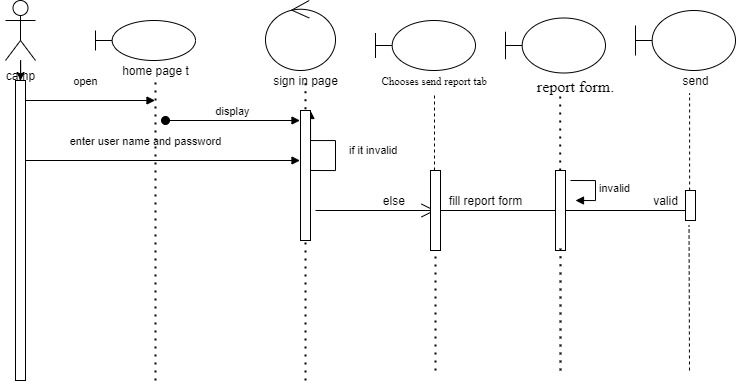 camp
home page t
sign in page
Chooses send report tab
report form.
send
open
display
enter user name and password
if it invalid
invalid
else
fill report form
valid